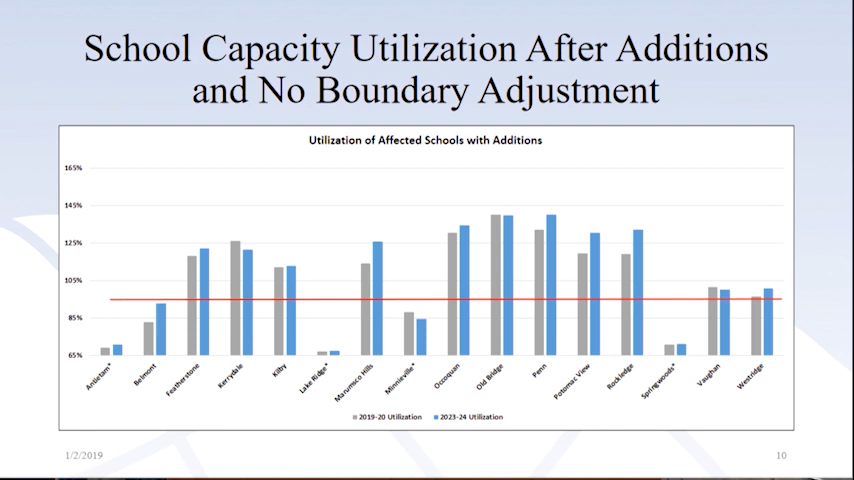 School Capacity Utilization After Additions
and No Boundary Adjustment
Utilization of Affected Schools with Additions
165%
145%
125%
105%
85%
65%
Antietam*
Belmont
Featherstone
Kerrydale
Kilby
Lake Ridge*
Marumsco Hills
Minnieville*
Occoquan
Old Bridge
Penn
Potomac View
Rockledge
Springwoods*
Vaughan
Westridge
2019-20 Utilization
2023-24 Utilization
1/2/2019
10